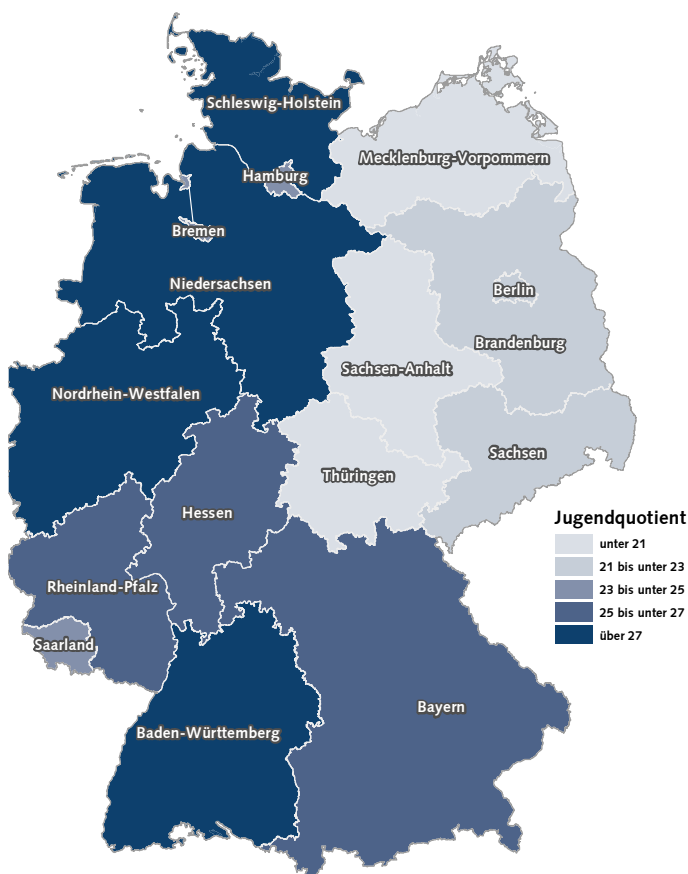 Schleswig-Holstein
Mecklenburg-Vorpommern
Hamburg
Bremen
Niedersachsen
Berlin
Brandenburg
Sachsen-Anhalt
Nordrhein-Westfalen
Sachsen
Thüringen
Hessen
Jugendquotient
unter 21
21 bis unter 23
23 bis unter 25
25 bis unter 27
über 27
Rheinland-Pfalz
Saarland
Bayern
Baden-Württemberg